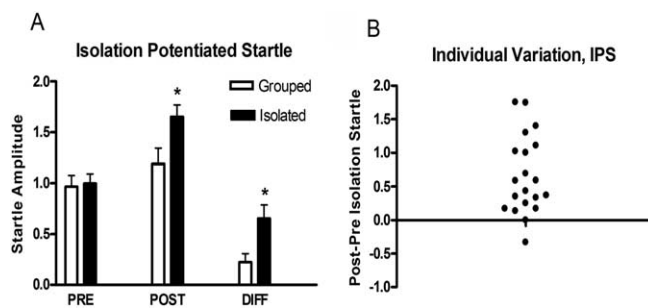 A
Isolation Potentiated Startle
Startle Amplitude
2.0
1.5
1.0
0.5
0.0
*
*
Grouped
Isolated
PRE POST DIFF
B
Individual Variation, IPS
Post-Pre Isolation Startle
2.0
1.5
1.0
0.5
0.0
-0.5
-1.0